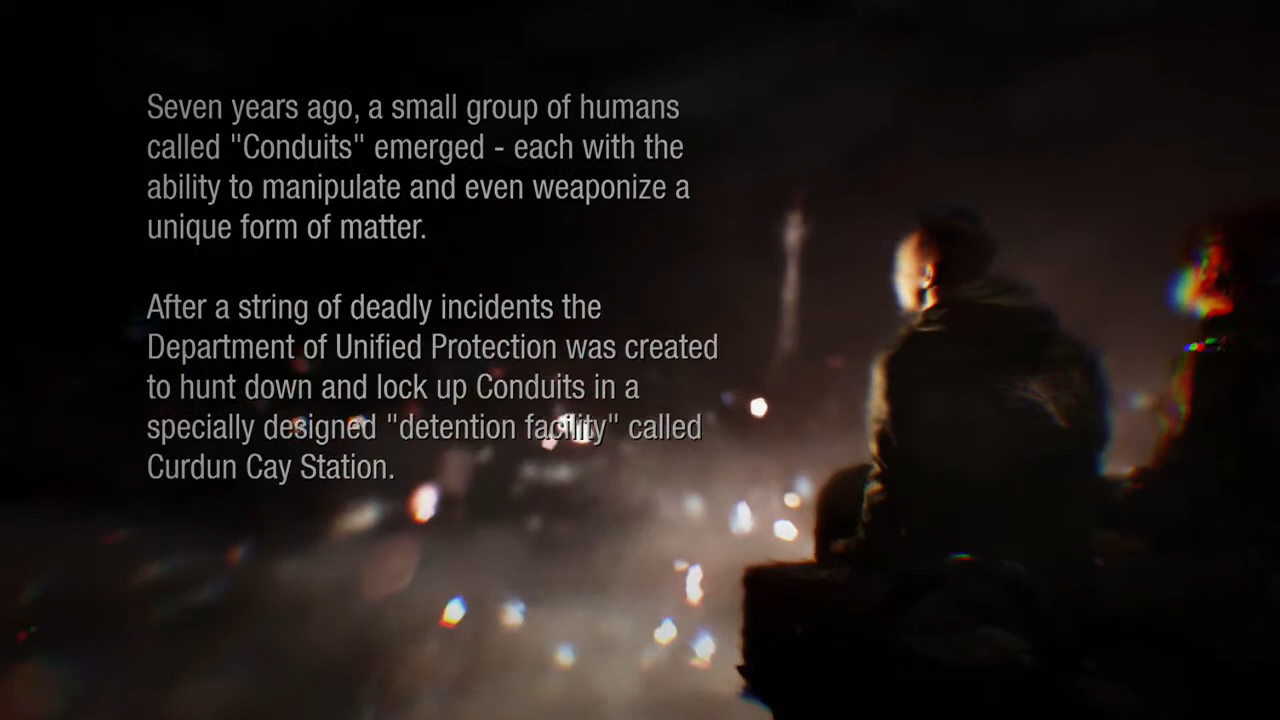 Seven years ago, a small group of humans
called "Conduits" emerged - each with the
ability to manipulate and even weaponize a
unique form of matter.
After a string of deadly incidents the
Department of Unified Protection was created
to hunt down and lock up Conduits in a
specially designed "detention facility" called
Curdun Cay Station.